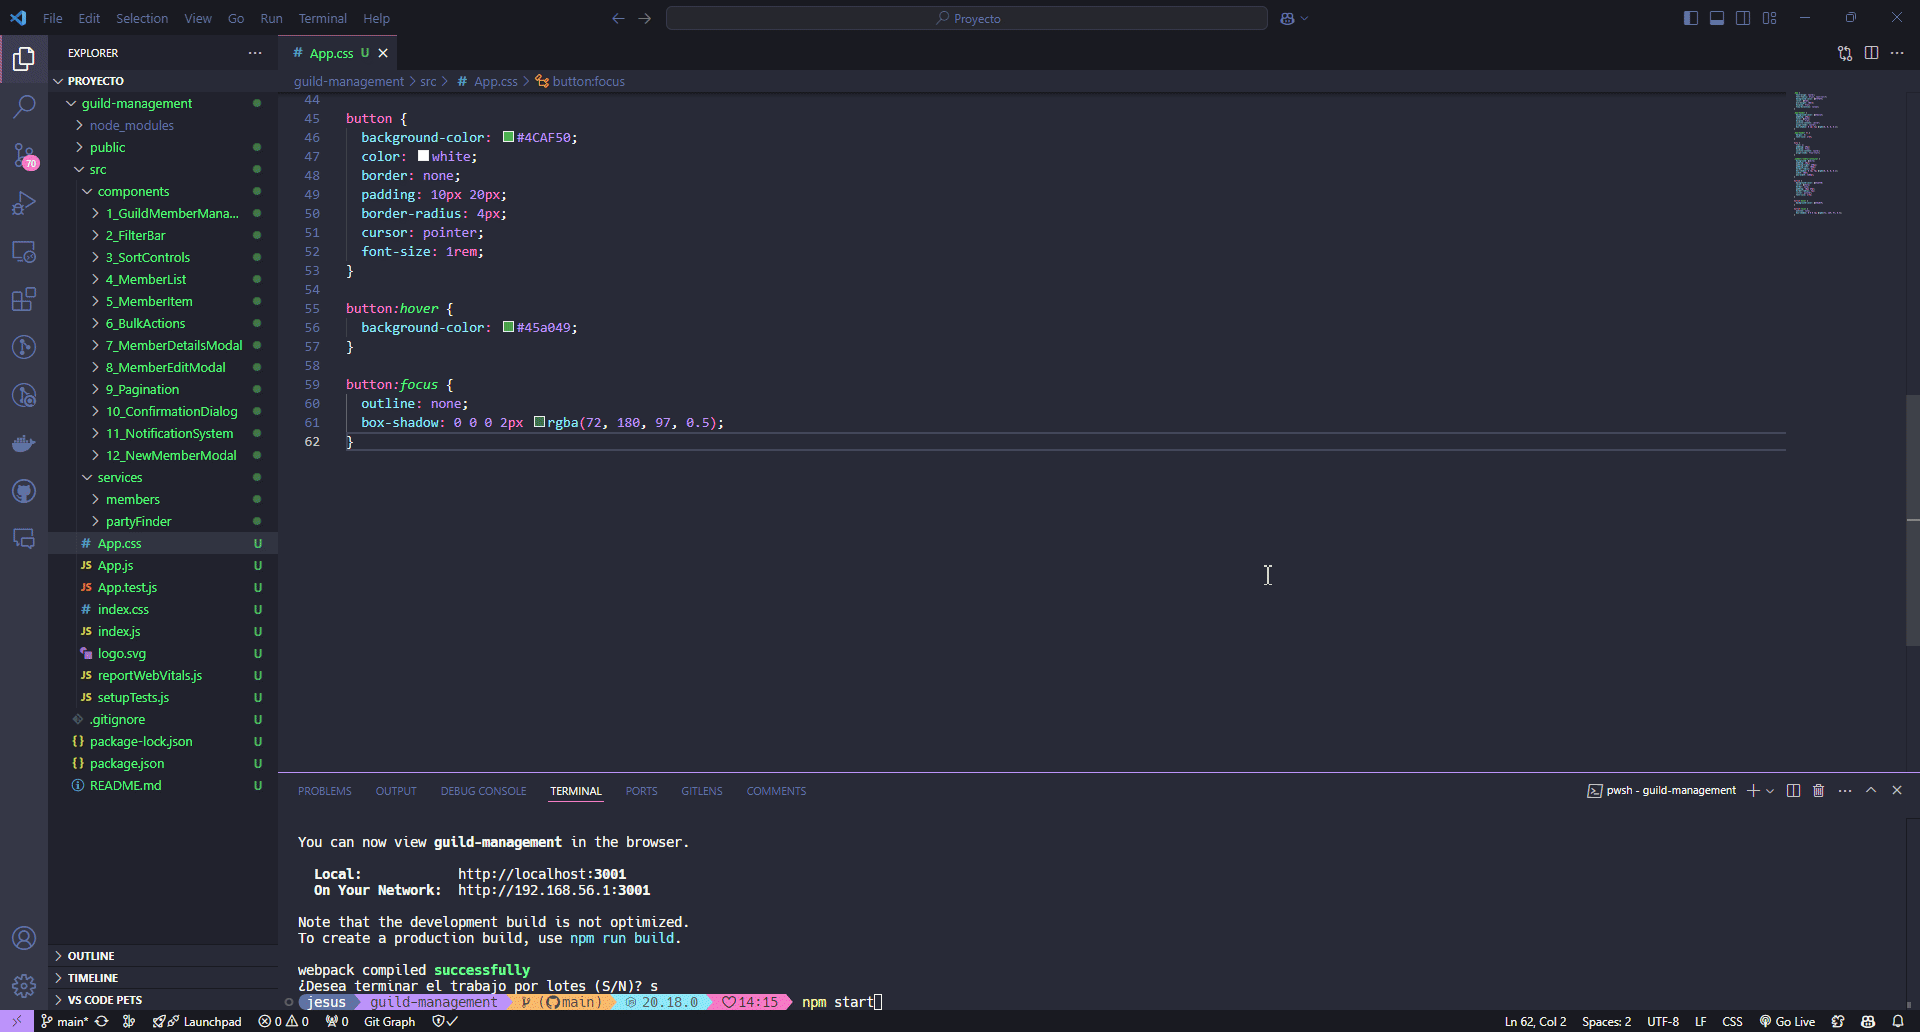 File Edit Selection View Go Run Terminal Help
Proyecto
EXPLORER
PROYECTO
guild-management
node_modules
public
src
components
1_GuildMemberMana...
2_FilterBar
3_SortControls
4_MemberList
5_MemberItem
6_BulkActions
7_MemberDetailsModal
8_MemberEditModal
9_Pagination
10_ConfirmationDialog
11_NotificationSystem
12_NewMemberModal
services
members
partyFinder
# App.css U
JS App.js U
JS App.test.js U
# index.css U
JS index.js U
logo.svg U
JS reportWebVitals.js U
JS setupTests.js U
.gitignore U
{} package-lock.json U
{} package.json U
README.md U
OUTLINE
TIMELINE
VS CODE PETS
70
# App.css U
guild-management > src > # App.css > button:focus
44
45 button {
46 background-color: #4CAF50;
47 color: white;
48 border: none;
49 padding: 10px 20px;
50 border-radius: 4px;
51 cursor: pointer;
52 font-size: 1rem;
53 }
54
55 button:hover {
56 background-color: #45a049;
57 }
58
59 button:focus {
60 outline: none;
61 box-shadow: 0 0 0 2px rgba(72, 180, 97, 0.5);
62 }
PROBLEMS OUTPUT DEBUG CONSOLE TERMINAL PORTS GITLENS COMMENTS
pwsh - guild-management
You can now view guild-management in the browser.
Local: http://localhost:3001
On Your Network: http://192.168.56.1:3001
Note that the development build is not optimized.
To create a production build, use npm run build.
webpack compiled successfully
¿Desea terminar el trabajo por lotes (S/N)? s
jesus guild-management (main) 20.18.0 14:15 npm start
main* Launchpad 0 0 0 Git Graph
Ln 62, Col 2 Spaces: 2 UTF-8 LF CSS Go Live